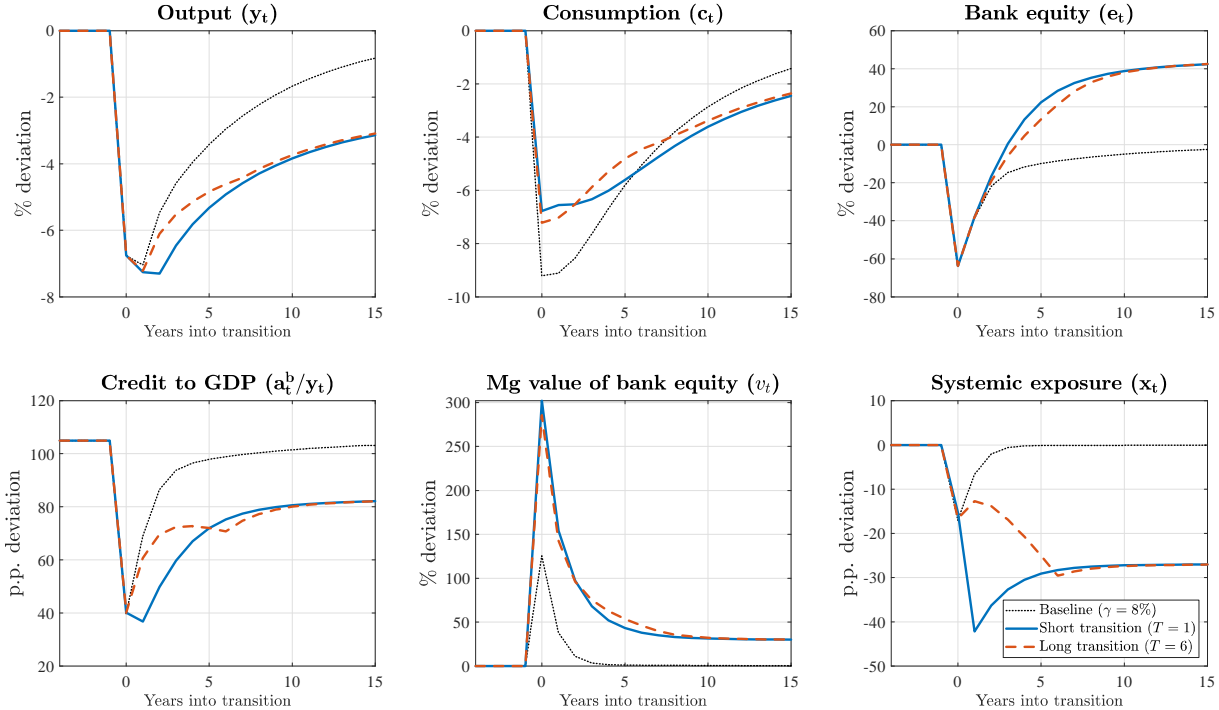 Output (y_t)
% deviation
0
-2
-4
-6
-8
0 5 10 15
Years into transition
Consumption (c_t)
% deviation
0
-2
-4
-6
-8
-10
0 5 10 15
Years into transition
Bank equity (e_t)
% deviation
60
40
20
0
-20
-40
-60
-80
0 5 10 15
Years into transition
Credit to GDP (a_t^b/y_t)
p.p. deviation
120
100
80
60
40
20
0 5 10 15
Years into transition
Mg value of bank equity (v_t)
% deviation
300
250
200
150
100
50
0
0 5 10 15
Years into transition
Systemic exposure (x_t)
p.p. deviation
10
0
-10
-20
-30
-40
-50
0 5 10 15
Years into transition
Baseline (γ = 8%)
Short transition (T = 1)
Long transition (T = 6)